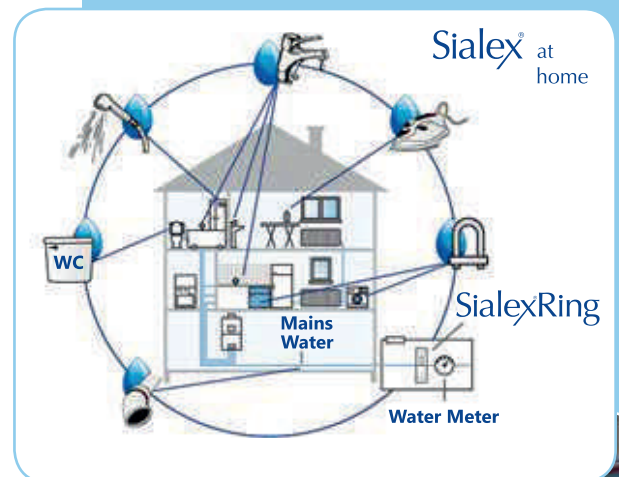 Sialex® at
home
WC
SialexRing
Mains
Water
Water Meter